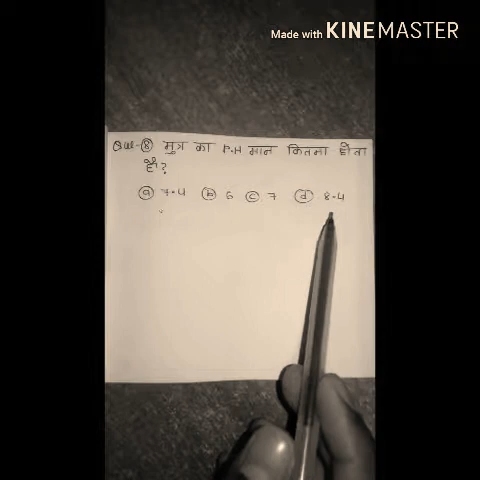 Made with KINEMASTER
Que-⑧ मुत्र का P.H मान कितना होता
है?
ⓐ 7.4 ⓑ 6 ⓒ 7 ⓓ 8.4